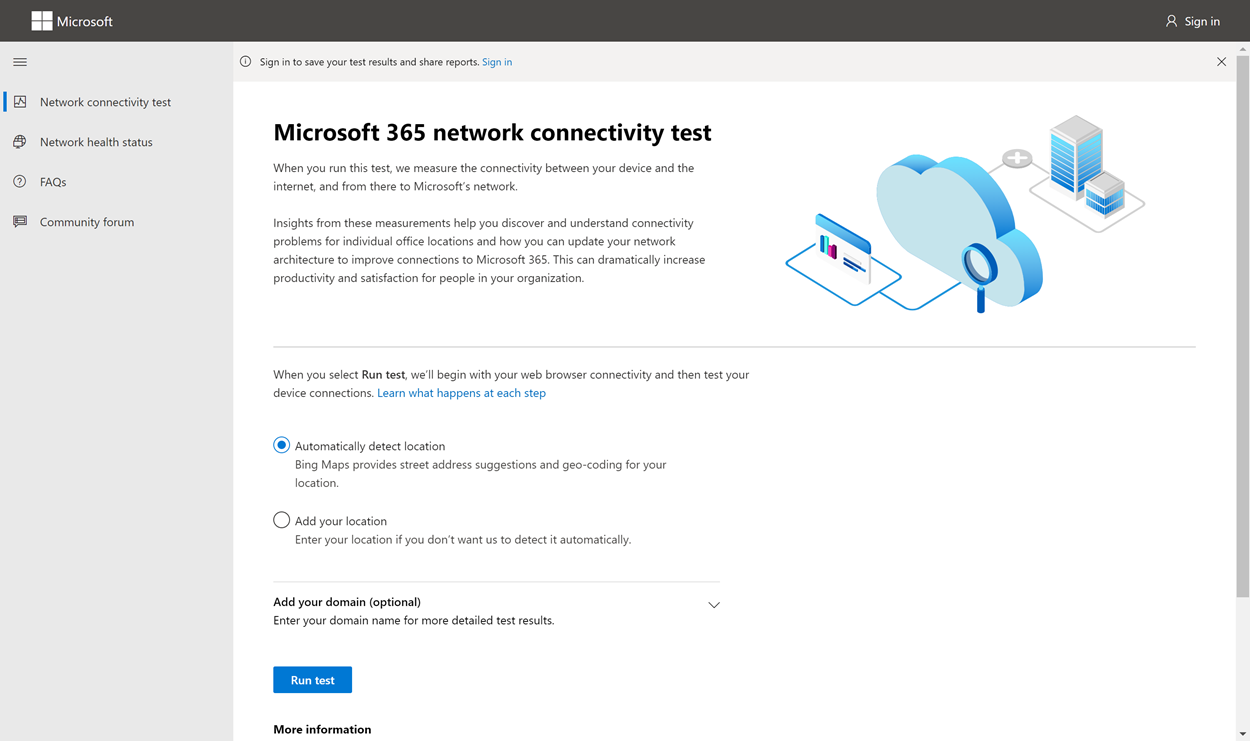 Microsoft
Sign in
Sign in to save your test results and share reports. Sign in
Network connectivity test
Network health status
FAQs
Community forum
Microsoft 365 network connectivity test
When you run this test, we measure the connectivity between your device and the
internet, and from there to Microsoft's network.
Insights from these measurements help you discover and understand connectivity
problems for individual office locations and how you can update your network
architecture to improve connections to Microsoft 365. This can dramatically increase
productivity and satisfaction for people in your organization.
When you select Run test, we'll begin with your web browser connectivity and then test your
device connections. Learn what happens at each step
Automatically detect location
Bing Maps provides street address suggestions and geo-coding for your
location.
Add your location
Enter your location if you don't want us to detect it automatically.
Add your domain (optional)
Enter your domain name for more detailed test results.
Run test
More information